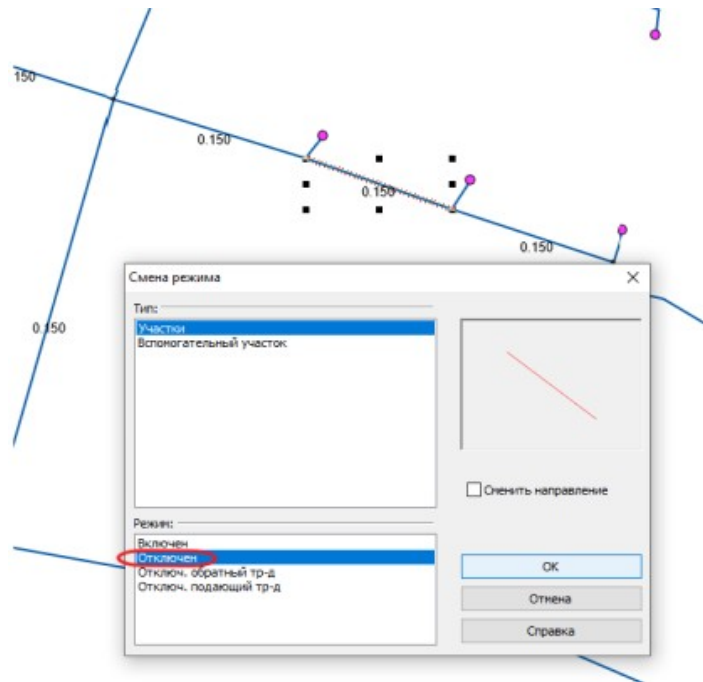 150
0.150
0.150
0.150
0.150
Смена режима
Тип:
Участки
Вспомогательный участок
Сменить направление
Режим:
Включен
Отключен
Отключ. обратный тр-д
Отключ. подающий тр-д
OK
Отмена
Справка